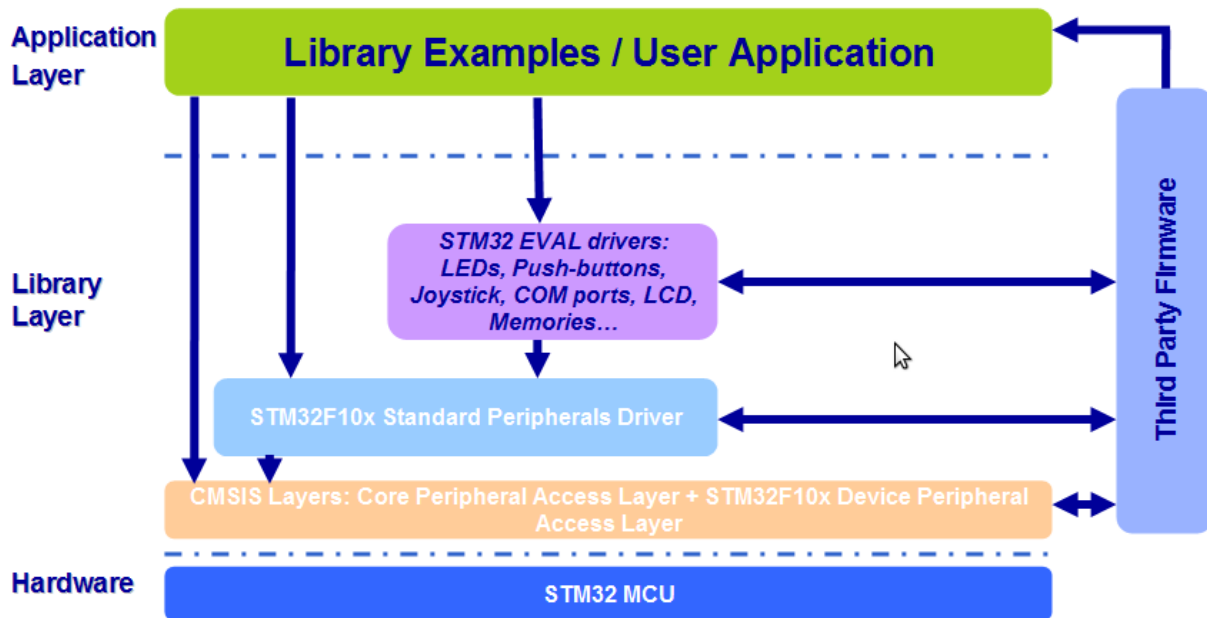 Application
Layer
Library Examples / User Application
Third Party Firmware
Library
Layer
STM32 EVAL drivers:
LEDs, Push-buttons,
Joystick, COM ports, LCD,
Memories…
STM32F10x Standard Peripherals Driver
CMSIS Layers: Core Peripheral Access Layer + STM32F10x Device Peripheral
Access Layer
Hardware
STM32 MCU